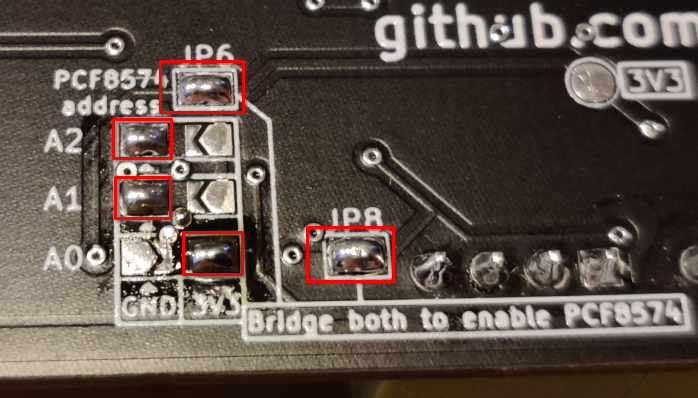 github.com
JP6
PCF8574
address
3V3
A2
A1
JP8
A0
GND 3V3
Bridge both to enable PCF8574